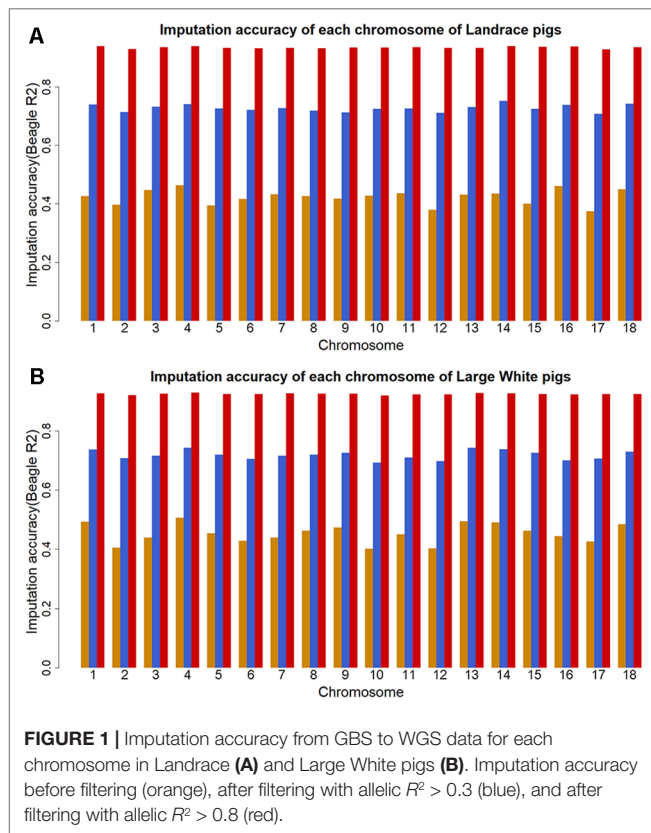 A
Imputation accuracy of each chromosome of Landrace pigs
Imputation accuracy(Beagle R2)
0.8
0.6
0.4
0.2
0.0
1 2 3 4 5 6 7 8 9 10 11 12 13 14 15 16 17 18
Chromosome
B
Imputation accuracy of each chromosome of Large White pigs
Imputation accuracy(Beagle R2)
0.8
0.6
0.4
0.2
0.0
1 2 3 4 5 6 7 8 9 10 11 12 13 14 15 16 17 18
Chromosome
FIGURE 1 | Imputation accuracy from GBS to WGS data for each
chromosome in Landrace (A) and Large White pigs (B). Imputation accuracy
before filtering (orange), after filtering with allelic R² > 0.3 (blue), and after
filtering with allelic R² > 0.8 (red).